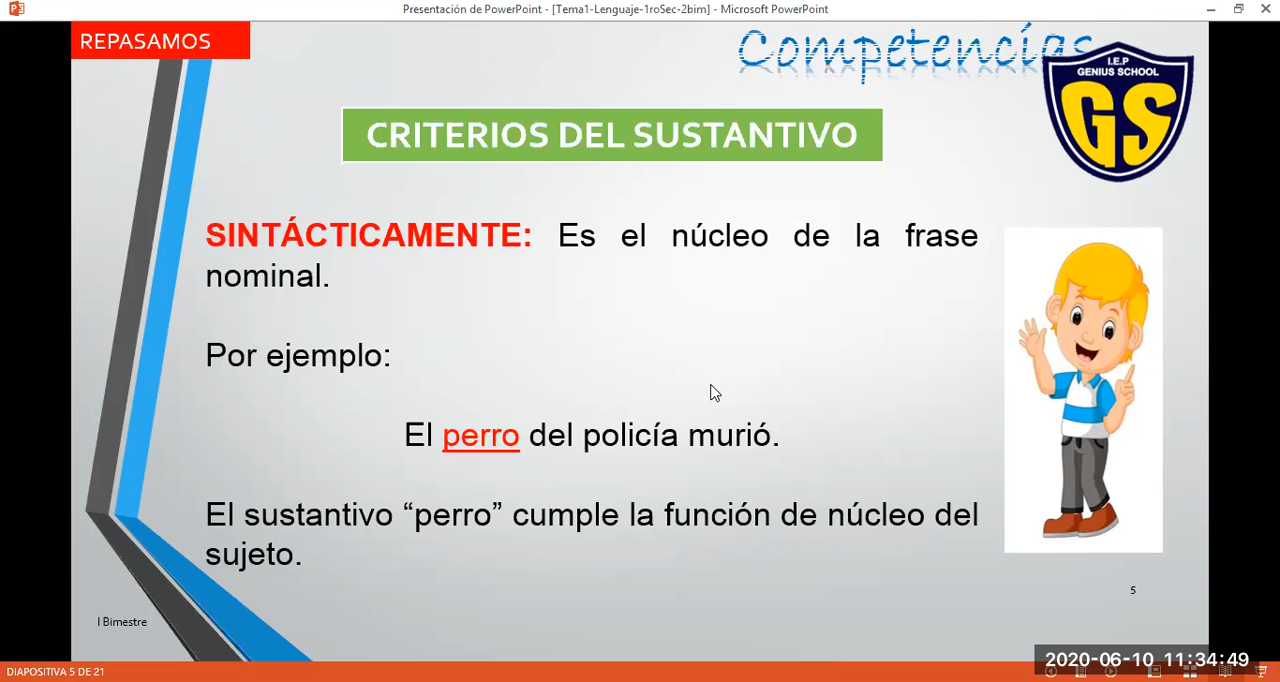 Presentación de PowerPoint - [Tema1-Lenguaje-1roSec-2bim] - Microsoft PowerPoint
REPASAMOS
Competencias
I.E.P
GENIUS SCHOOL
GS
CRITERIOS DEL SUSTANTIVO
SINTÁCTICAMENTE: Es el núcleo de la frase
nominal.
Por ejemplo:
El perro del policía murió.
El sustantivo “perro” cumple la función de núcleo del
sujeto.
5
I Bimestre
2020-06-10 11:34:49
DIAPOSITIVA 5 DE 21